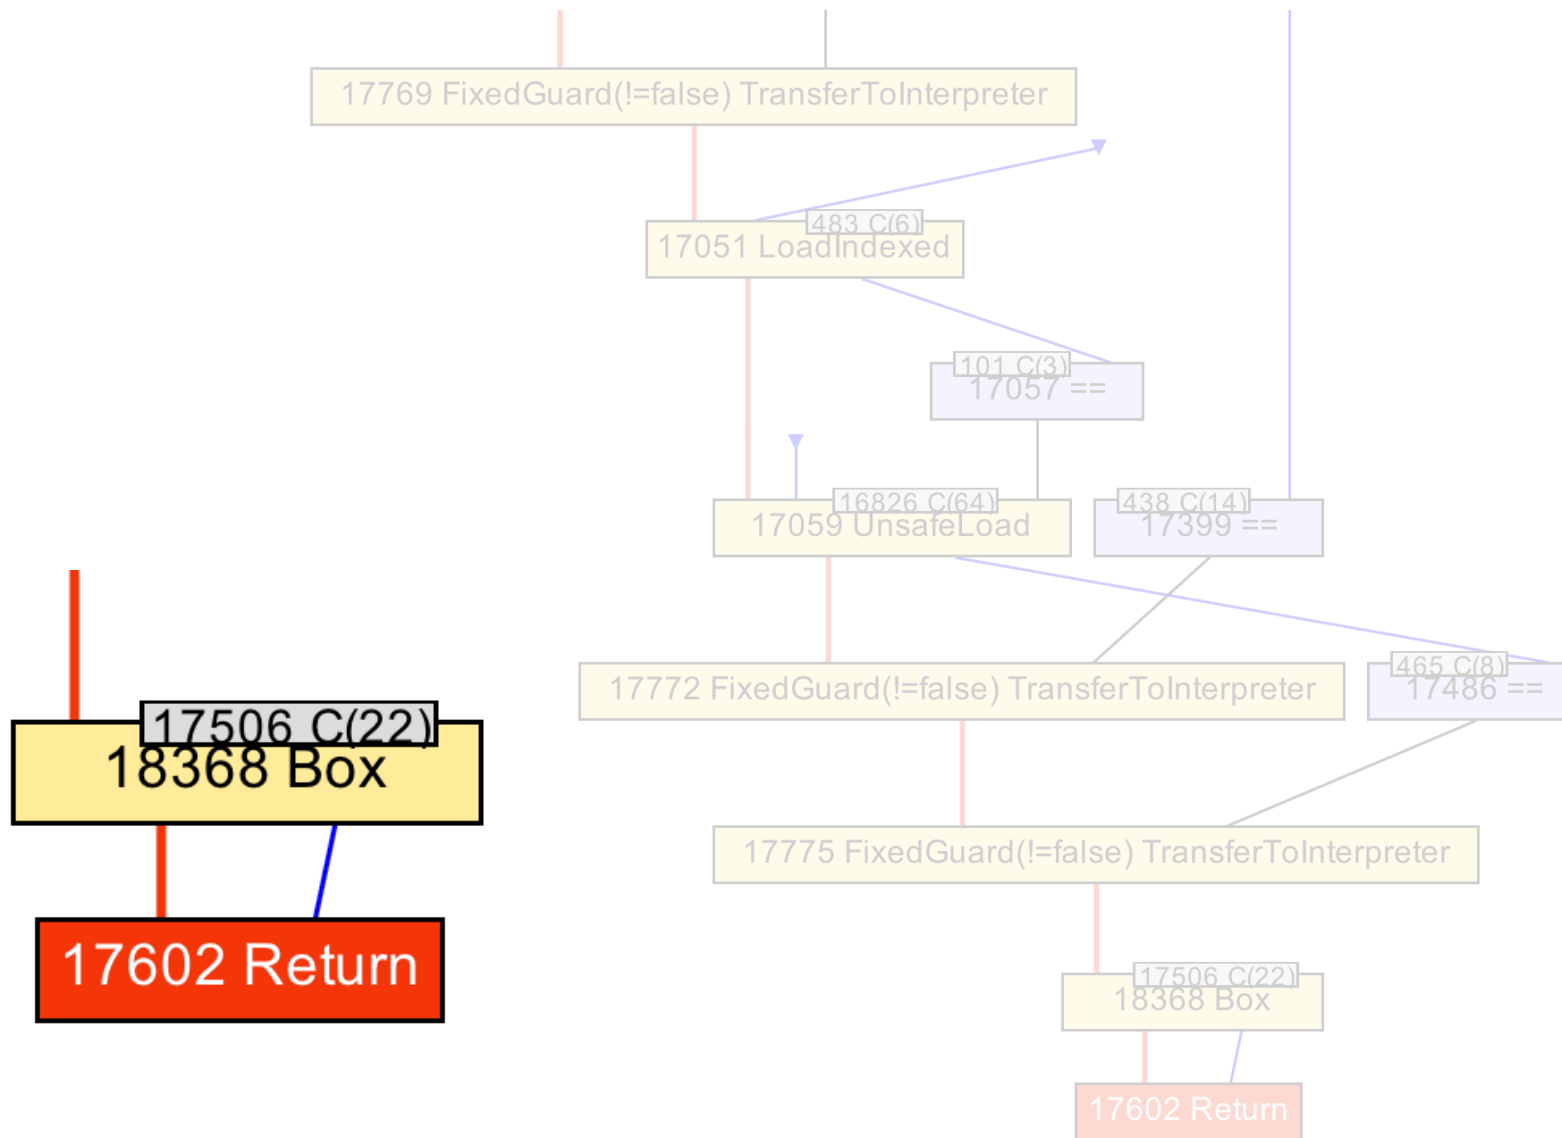 17769 FixedGuard(!=false) TransferToInterpreter
483 C(6)
17051 LoadIndexed
101 C(3)
17057 ==
16826 C(64)
17059 UnsafeLoad
438 C(14)
17399 ==
17772 FixedGuard(!=false) TransferToInterpreter
465 C(8)
17486 ==
17506 C(22)
18368 Box
17602 Return
17775 FixedGuard(!=false) TransferToInterpreter
17506 C(22)
18368 Box
17602 Return